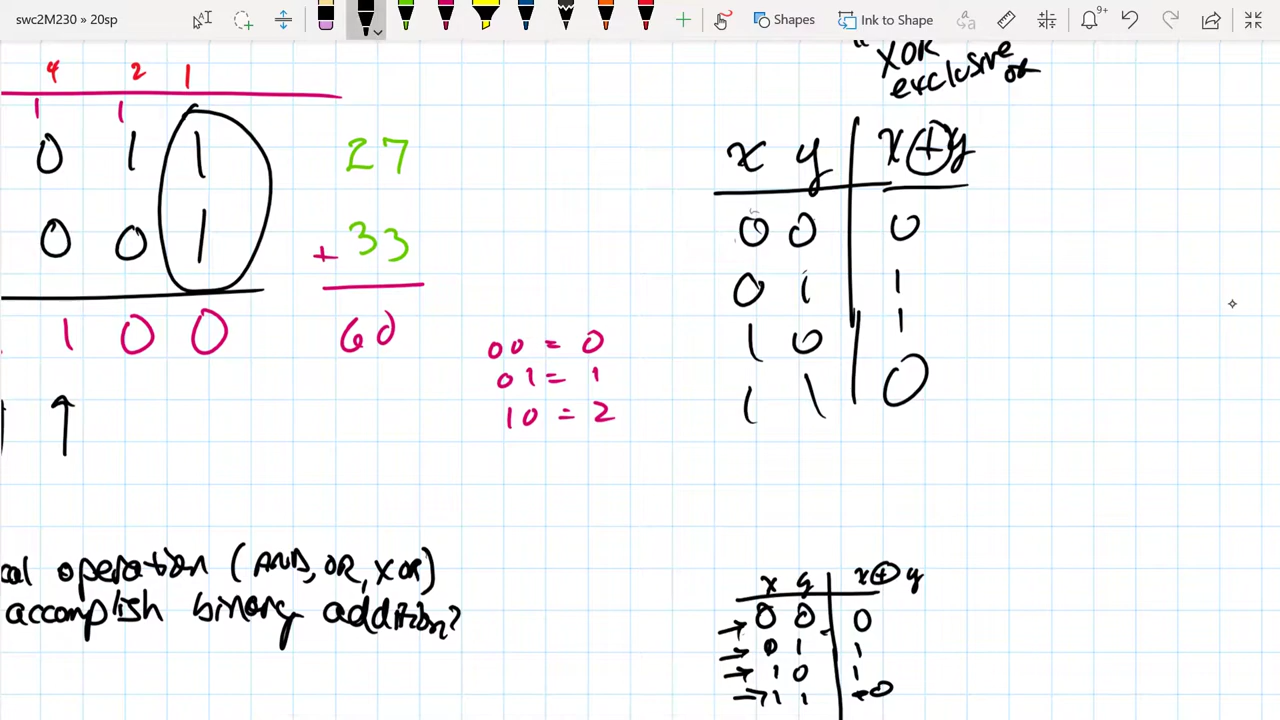 swc2M230 » 20sp
Shapes
Ink to Shape
9+
4 2 1
1 1
0 1 1 27
0 0 1 + 33
1 0 0 60
00 = 0
01 = 1
10 = 2
XOR
exclusive or
x y x⊕y
0 0 0
0 1 1
1 0 1
1 1 0
operation (AND, OR, XOR)
accomplish binary addition?
x y x⊕y
→ 0 0 0
→ 0 1 1
→ 1 0 1
→ 1 1 ←0